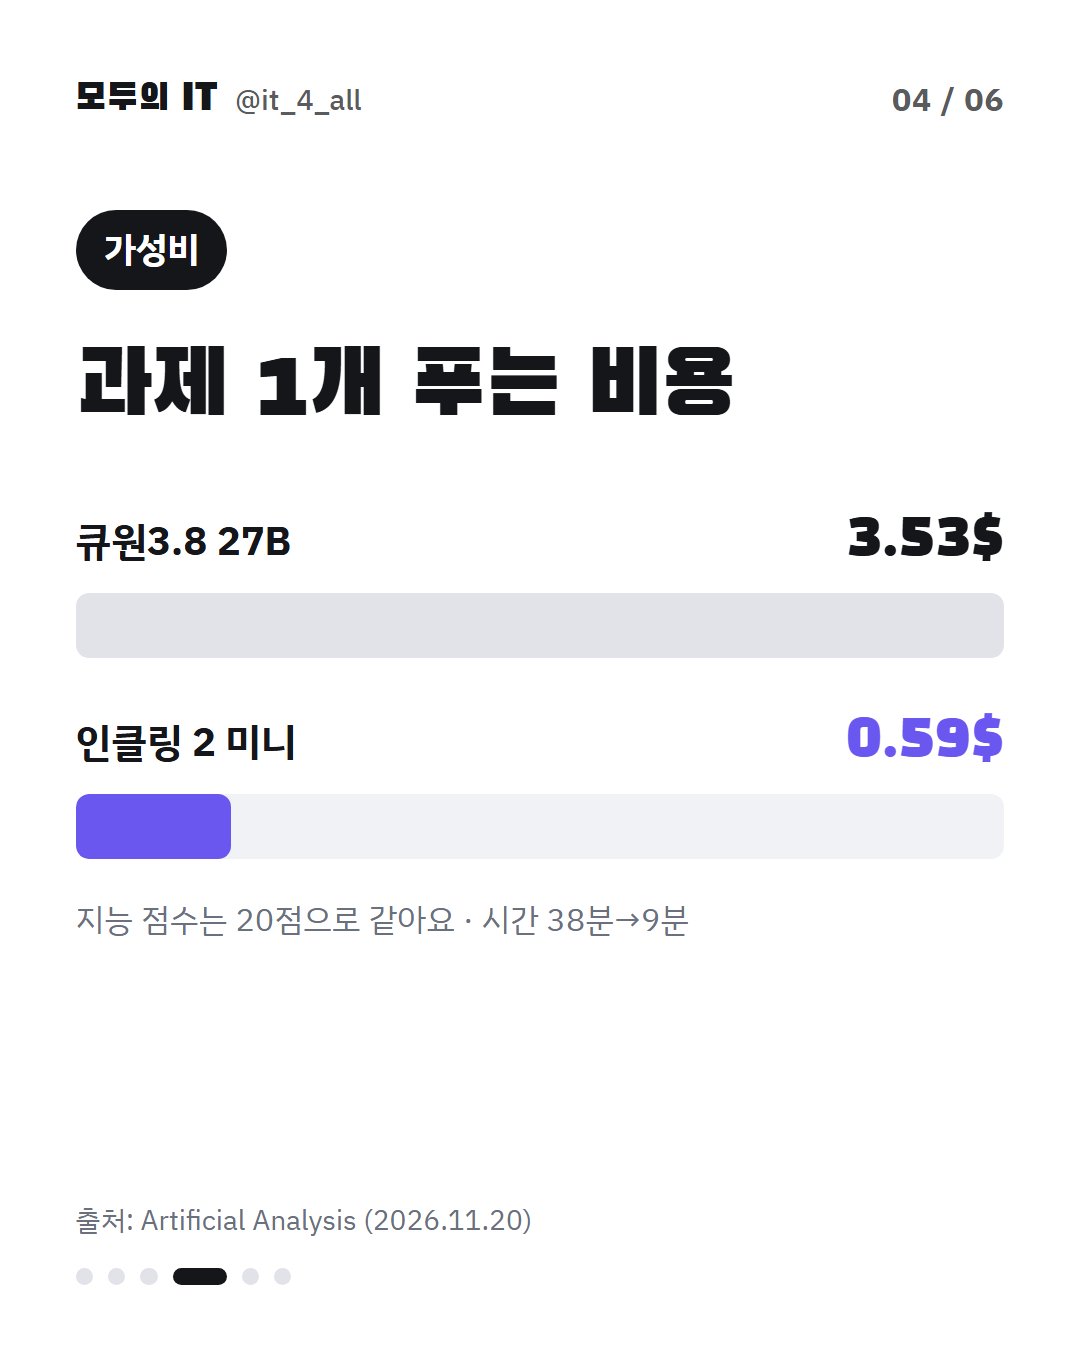 모두의 IT @it_4_all
04 / 06
가성비
과제 1개 푸는 비용
큐원3.8 27B
3.53$
인클링 2 미니
0.59$
지능 점수는 20점으로 같아요 · 시간 38분→9분
출처: Artificial Analysis (2026.11.20)